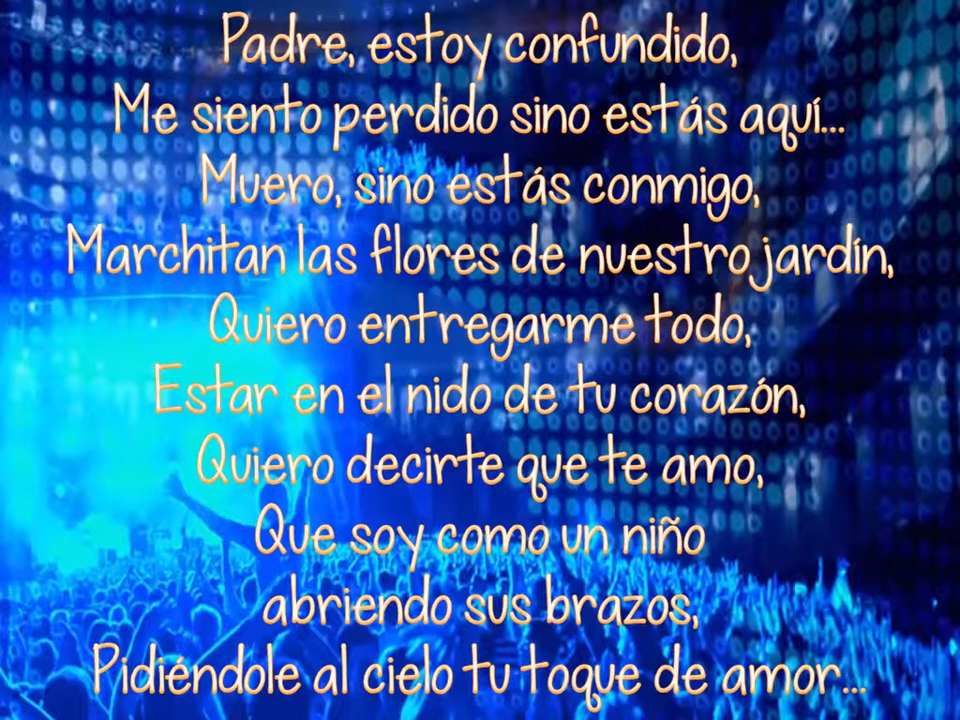 Padre, estoy confundido,
Me siento perdido sino estás aquí...
Muero, sino estás conmigo,
Marchitan las flores de nuestro jardín,
Quiero entregarme todo,
Estar en el nido de tu corazón,
Quiero decirte que te amo,
Que soy como un niño
abriendo sus brazos,
Pidiéndole al cielo tu toque de amor...